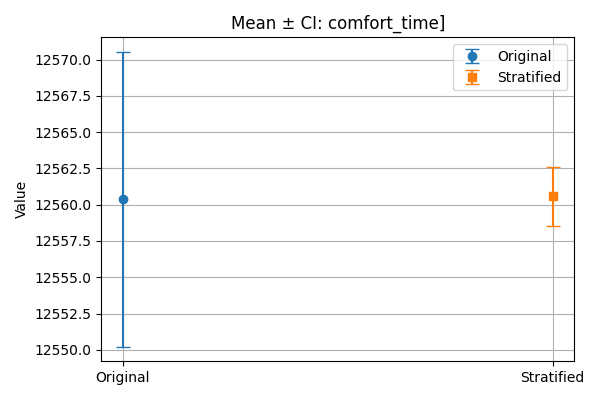 Mean ± CI: comfort_time]
Original
Stratified
Value
12570.0
12567.5
12565.0
12562.5
12560.0
12557.5
12555.0
12552.5
12550.0
Original
Stratified